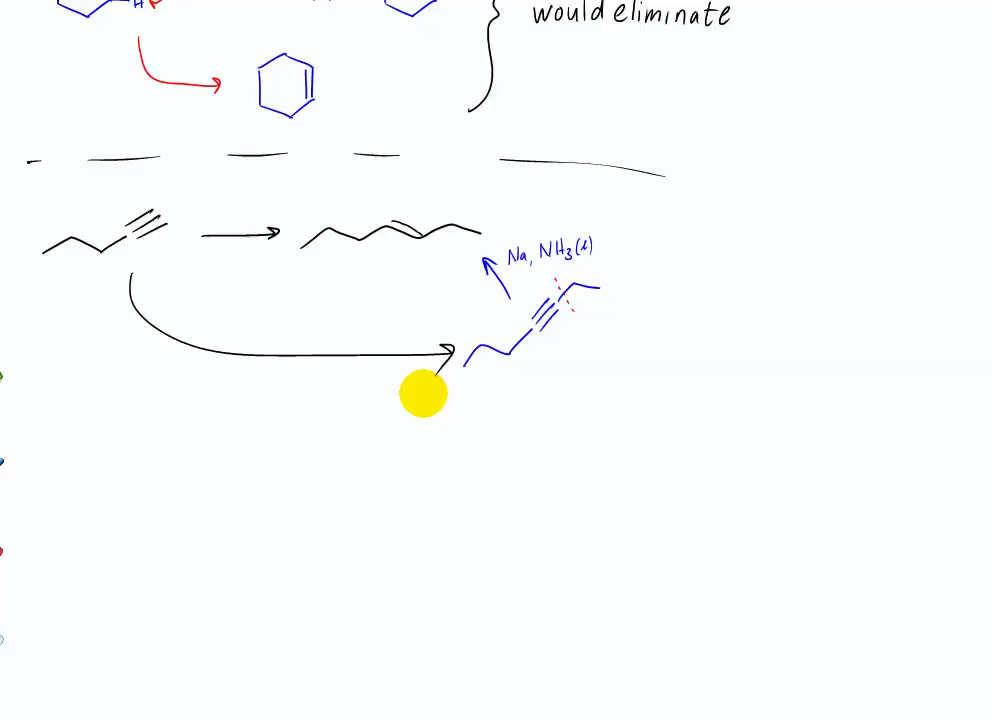 would eliminate
H
Na, NH₃(l)